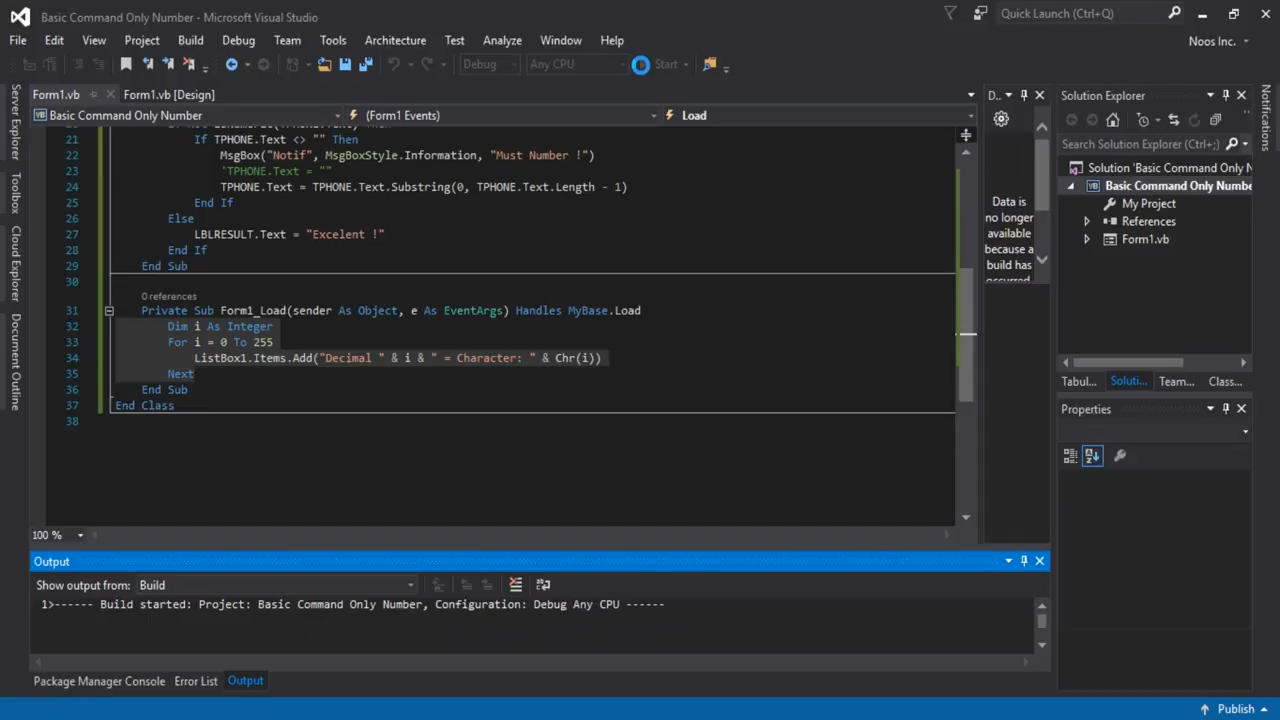 Basic Command Only Number - Microsoft Visual Studio
Quick Launch (Ctrl+Q)
File Edit View Project Build Debug Team Tools Architecture Test Analyze Window Help
Noos Inc.
Debug Any CPU Start
Form1.vb Form1.vb [Design]
Basic Command Only Number (Form1 Events) Load
21 If TPHONE.Text <> "" Then
22 MsgBox("Notif", MsgBoxStyle.Information, "Must Number !")
23 'TPHONE.Text = ""
24 TPHONE.Text = TPHONE.Text.Substring(0, TPHONE.Text.Length - 1)
25 End If
26 Else
27 LBLRESULT.Text = "Excelent !"
28 End If
29 End Sub
30
0 references
31 Private Sub Form1_Load(sender As Object, e As EventArgs) Handles MyBase.Load
32 Dim i As Integer
33 For i = 0 To 255
34 ListBox1.Items.Add("Decimal " & i & " = Character: " & Chr(i))
35 Next
36 End Sub
37 End Class
38
100 %
Server Explorer
Toolbox
Cloud Explorer
Document Outline
D..
Data is
no longer
available
because a
build has
occurred
Solution Explorer
Search Solution Explorer (Ctrl+;)
Solution 'Basic Command Only N
Basic Command Only Numbe
My Project
References
Form1.vb
Tabul... Soluti... Team... Class...
Properties
Notifications
Output
Show output from: Build
1>------ Build started: Project: Basic Command Only Number, Configuration: Debug Any CPU ------
Package Manager Console Error List Output
Publish